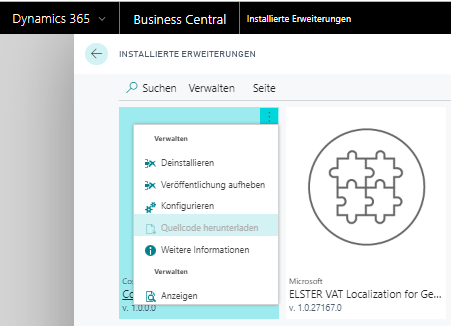 Dynamics 365
Business Central
Installierte Erweiterungen
INSTALLIERTE ERWEITERUNGEN
Suchen Verwalten Seite
Verwalten
Deinstallieren
Veröffentlichung aufheben
Konfigurieren
Quellcode herunterladen
Weitere Informationen
Verwalten
Anzeigen
Co
Co
v. 1.0.0.0
Microsoft
ELSTER VAT Localization for Ge...
v. 1.0.27167.0